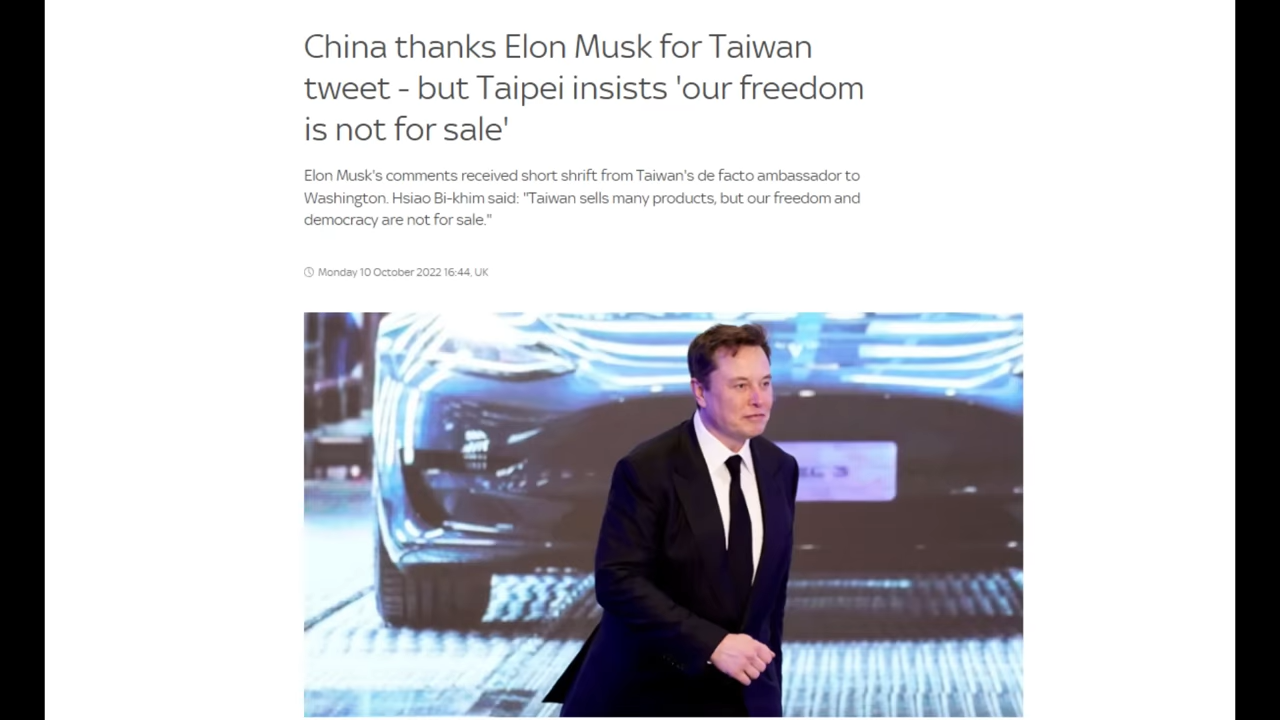 China thanks Elon Musk for Taiwan
tweet - but Taipei insists 'our freedom
is not for sale'
Elon Musk's comments received short shrift from Taiwan's de facto ambassador to
Washington. Hsiao Bi-khim said: "Taiwan sells many products, but our freedom and
democracy are not for sale."
Monday 10 October 2022 16:44, UK